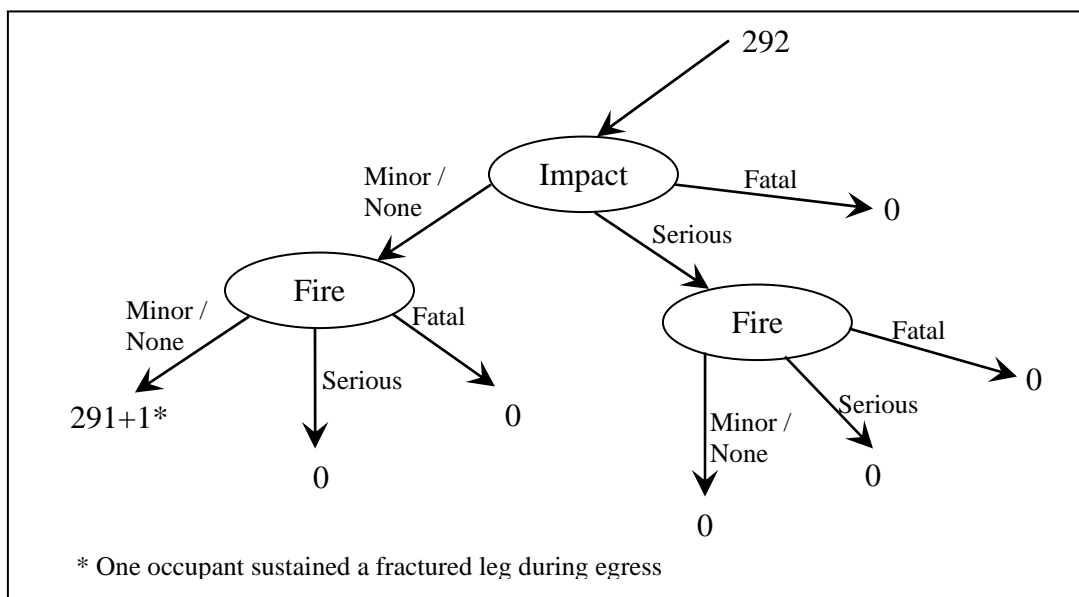 292
Impact
Minor /
None
Fatal
0
Serious
Fire
Minor /
None
Fatal
Serious
291+1*
0
0
Fire
Fatal
0
Serious
Minor /
None
0
0
* One occupant sustained a fractured leg during egress